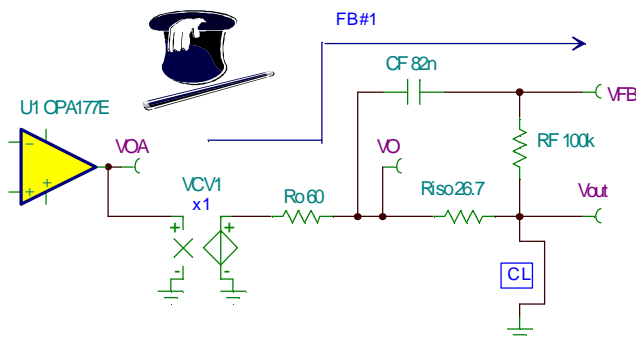 FB#1
CF 82n
VFB
U1 OPA177E
VOA
VO
RF 100k
VCV1
x1
Ro 60
Riso 26.7
Vout
CL